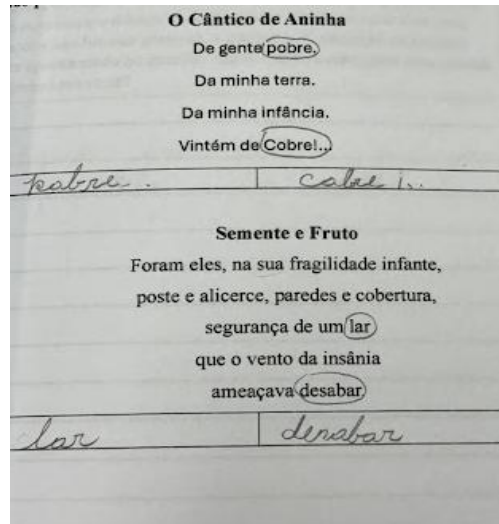 O Cântico de Aninha
De gente pobre,
Da minha terra.
Da minha infância.
Vintém de Cobre!...
pobre. . cobre !..
Semente e Fruto
Foram eles, na sua fragilidade infante,
poste e alicerce, paredes e cobertura,
segurança de um lar
que o vento da insânia
ameaçava desabar
lar desabar